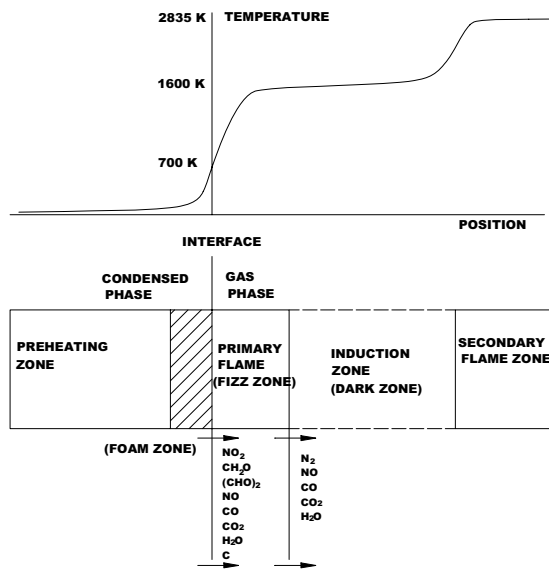 2835 K
TEMPERATURE
1600 K
700 K
POSITION
INTERFACE
CONDENSED
PHASE
GAS
PHASE
PREHEATING
ZONE
PRIMARY
FLAME
(FIZZ ZONE)
INDUCTION
ZONE
(DARK ZONE)
SECONDARY
FLAME ZONE
(FOAM ZONE)
NO2
CH2O
(CHO)2
NO
CO
CO2
H2O
C
N2
NO
CO
CO2
H2O